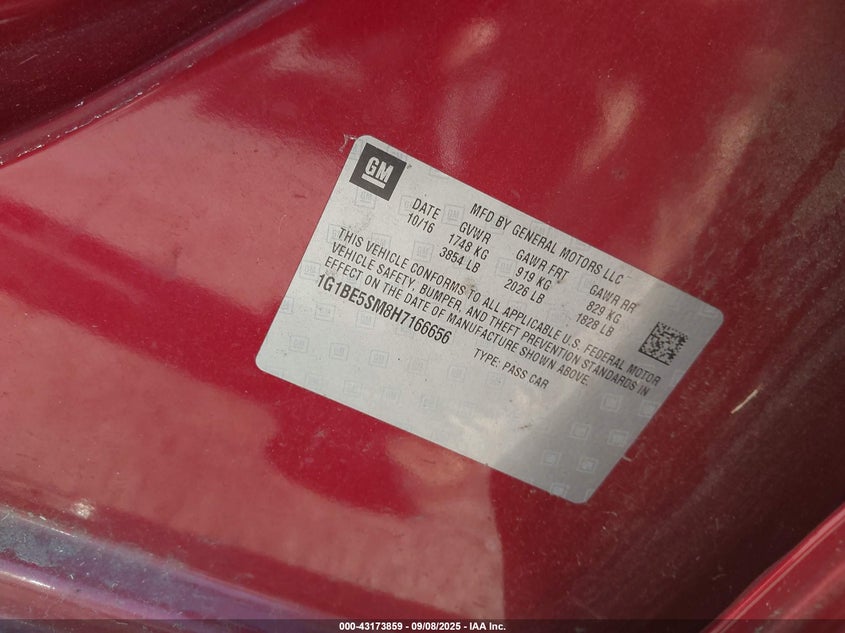 GM
MFD BY GENERAL MOTORS LLC
DATE GVWR GAWR FRT GAWR RR
10/16 1748 KG 919 KG 829 KG
3854 LB 2026 LB 1828 LB
THIS VEHICLE CONFORMS TO ALL APPLICABLE U.S. FEDERAL MOTOR
VEHICLE SAFETY, BUMPER, AND THEFT PREVENTION STANDARDS IN
EFFECT ON THE DATE OF MANUFACTURE SHOWN ABOVE.
1G1BE5SM8H7166656 TYPE: PASS CAR
000-43173859 - 09/08/2025 - IAA Inc.